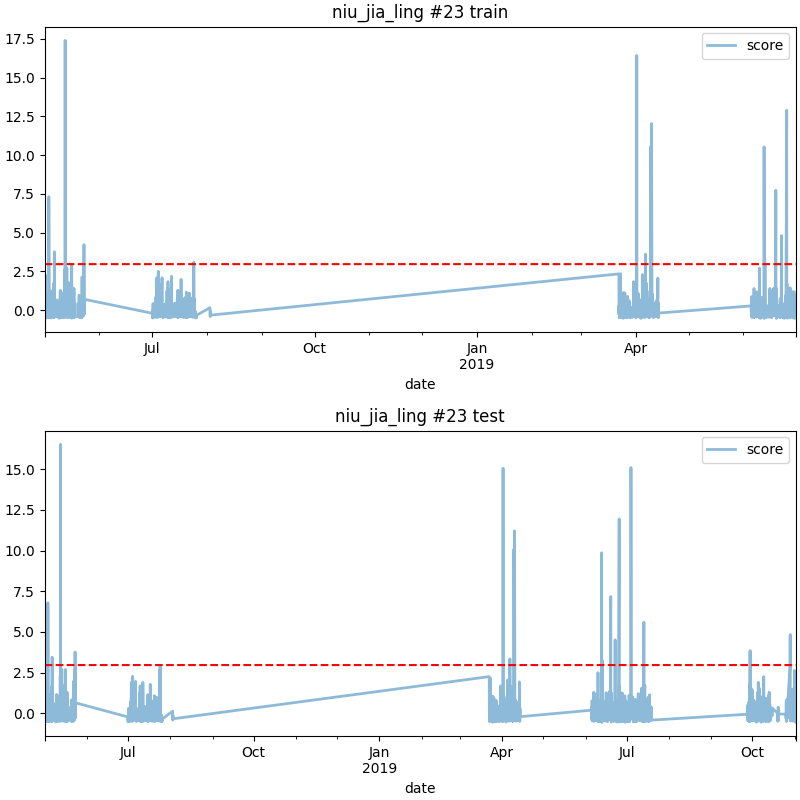 niu_jia_ling #23 train
score
17.5
15.0
12.5
10.0
7.5
5.0
2.5
0.0
Jul Oct Jan Apr
2019
date
niu_jia_ling #23 test
score
15.0
12.5
10.0
7.5
5.0
2.5
0.0
Jul Oct Jan Apr Jul Oct
2019
date